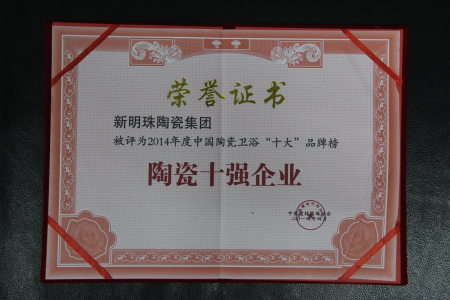 荣誉证书
新明珠陶瓷集团
被评为2014年度中国陶瓷卫浴“十大”品牌榜
陶瓷十强企业